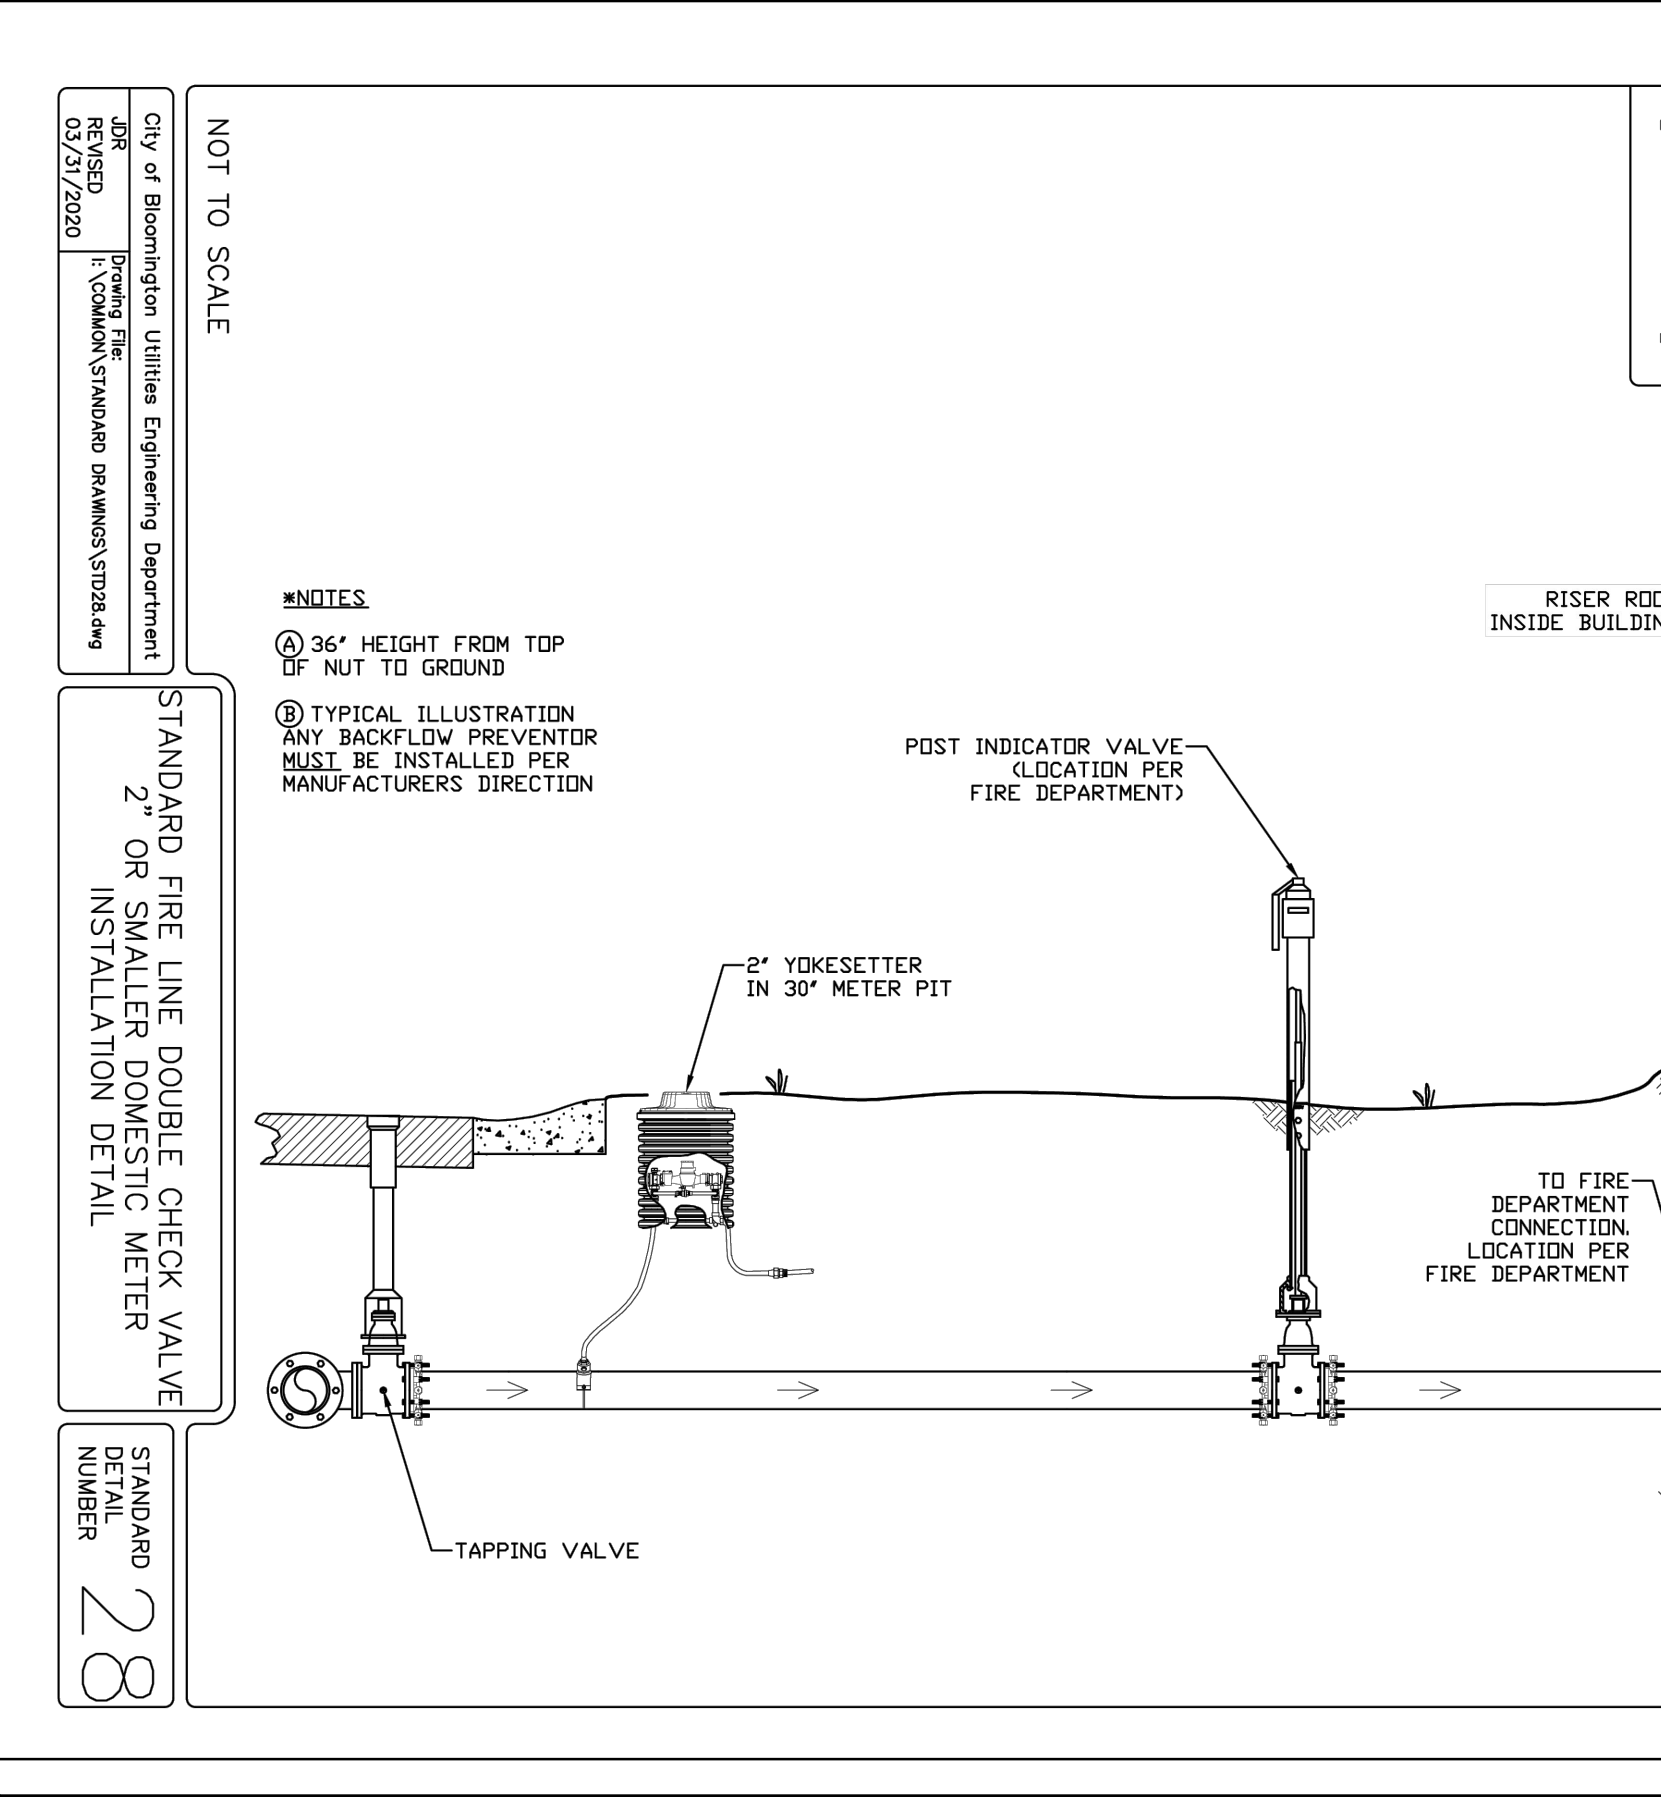 City of Bloomington Utilities Engineering Department
JDR
REVISED
03/31/2020
Drawing File:
I:\COMMON\STANDARD DRAWINGS\STD28.dwg
STANDARD FIRE LINE DOUBLE CHECK VALVE
2" OR SMALLER DOMESTIC METER
INSTALLATION DETAIL
STANDARD
DETAIL
NUMBER
28
NOT TO SCALE
*NOTES
A 36" HEIGHT FROM TOP
OF NUT TO GROUND
B TYPICAL ILLUSTRATION
ANY BACKFLOW PREVENTOR
MUST BE INSTALLED PER
MANUFACTURERS DIRECTION
RISER
INSIDE
POST INDICATOR VALVE
(LOCATION PER
FIRE DEPARTMENT)
2" YOKESETTER
IN 30" METER PIT
TO FIRE
DEPARTMENT
CONNECTION.
LOCATION PER
FIRE DEPARTMENT
TAPPING VALVE